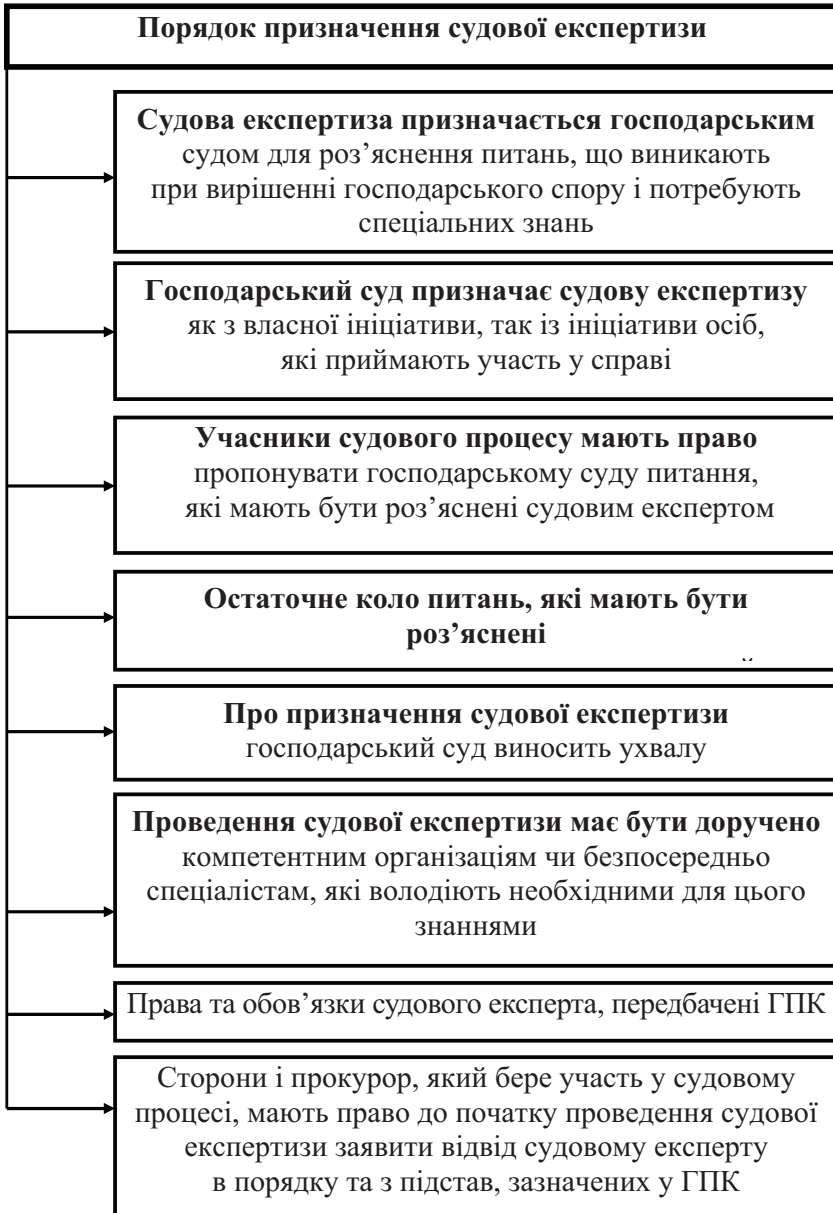 Порядок призначення судової експертизи
Судова експертиза призначається господарським
судом для роз’яснення питань, що виникають
при вирішенні господарського спору і потребують
спеціальних знань
Господарський суд призначає судову експертизу
як з власної ініціативи, так із ініціативи осіб,
які приймають участь у справі
Учасники судового процесу мають право
пропонувати господарському суду питання,
які мають бути роз’яснені судовим експертом
Остаточне коло питань, які мають бути
роз’яснені
Про призначення судової експертизи
господарський суд виносить ухвалу
Проведення судової експертизи має бути доручено
компетентним організаціям чи безпосередньо
спеціалістам, які володіють необхідними для цього
знаннями
Права та обов’язки судового експерта, передбачені ГПК
Сторони і прокурор, який бере участь у судовому
процесі, мають право до початку проведення судової
експертизи заявити відвід судовому експерту
в порядку та з підстав, зазначених у ГПК